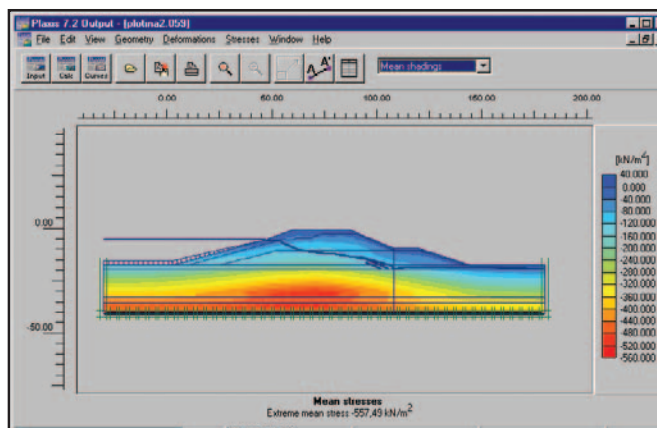 Plaxis 7.2 Output - [plotina2.059]
File Edit View Geometry Deformations Stresses Window Help
Input Calc Curves Mean shadings
0.00 50.00 100.00 200.00
[kN/m2]
40.000
0.000
-40.000
-80.000
-120.000
-160.000
-200.000
-240.000
-280.000
-320.000
-360.000
-400.000
-440.000
-480.000
-520.000
-560.000
0.00
-50.00
Mean stresses
Extreme mean stress -557,49 kN/m2